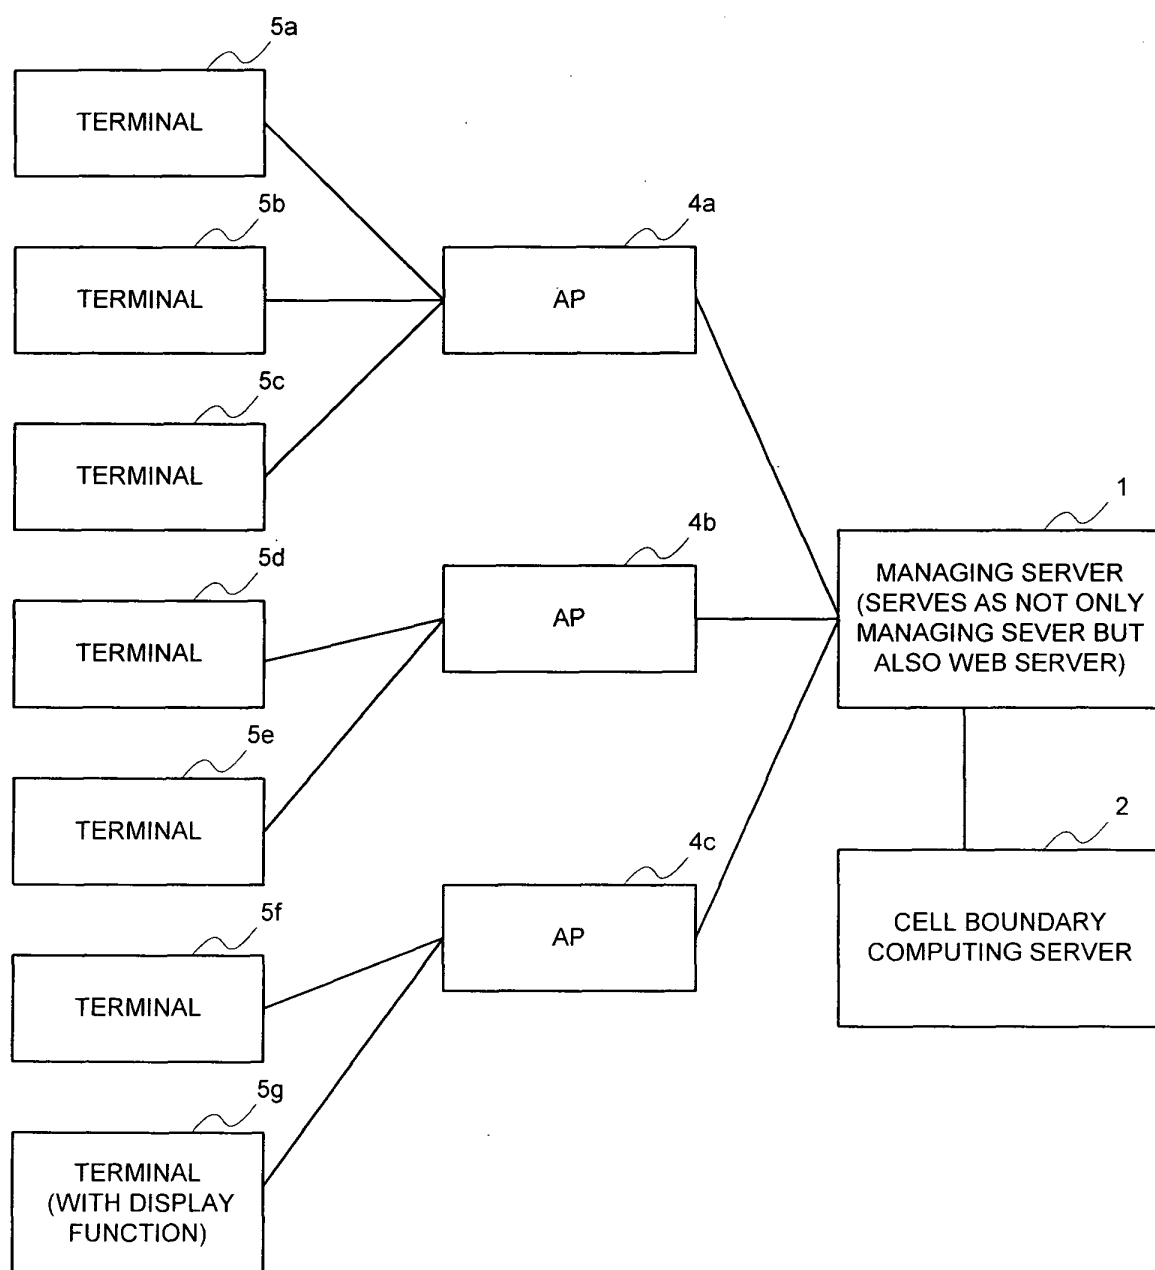 5a
TERMINAL
5b
TERMINAL
5c
TERMINAL
5d
TERMINAL
5e
TERMINAL
5f
TERMINAL
5g
TERMINAL
(WITH DISPLAY
FUNCTION)
4a
AP
4b
AP
4c
AP
1
MANAGING SERVER
(SERVES AS NOT ONLY
MANAGING SEVER BUT
ALSO WEB SERVER)
2
CELL BOUNDARY
COMPUTING SERVER